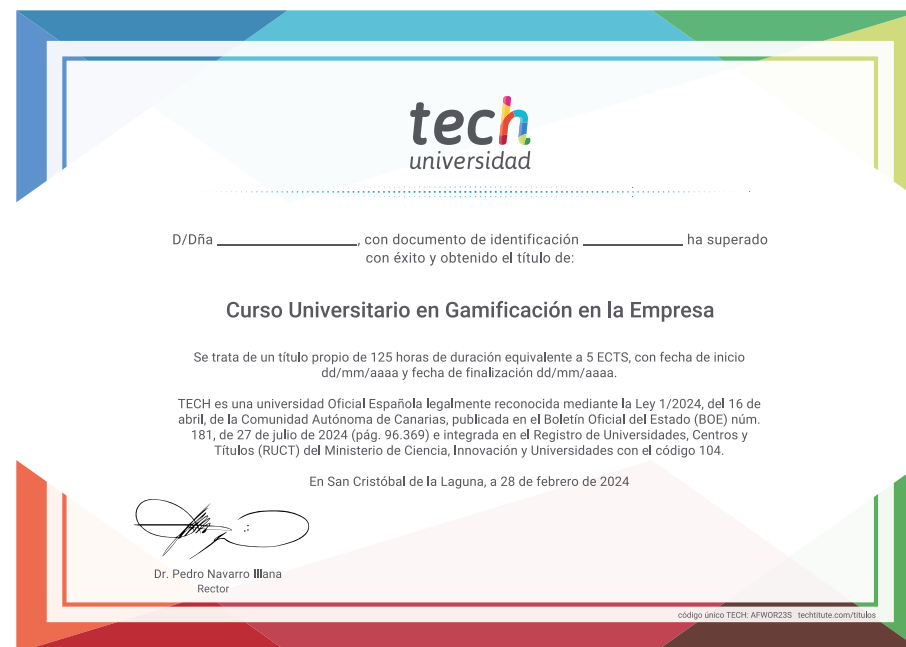 tech
universidad
D/Dña ________________, con documento de identificación ____________ ha superado
con éxito y obtenido el título de:
Curso Universitario en Gamificación en la Empresa
Se trata de un título propio de 125 horas de duración equivalente a 5 ECTS, con fecha de inicio
dd/mm/aaaa y fecha de finalización dd/mm/aaaa.
TECH es una universidad Oficial Española legalmente reconocida mediante la Ley 1/2024, del 16 de
abril, de la Comunidad Autónoma de Canarias, publicada en el Boletín Oficial del Estado (BOE) núm.
181, de 27 de julio de 2024 (pág. 96.369) e integrada en el Registro de Universidades, Centros y
Títulos (RUCT) del Ministerio de Ciencia, Innovación y Universidades con el código 104.
En San Cristóbal de la Laguna, a 28 de febrero de 2024
Dr. Pedro Navarro Illana
Rector
código único TECH: AFWOR23S techtitute.com/titulos